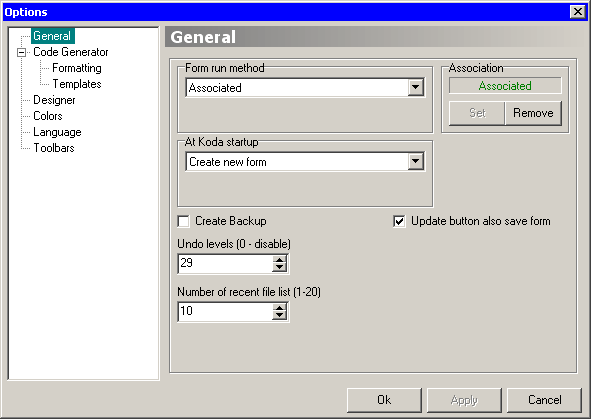 Options
General
Code Generator
Formatting
Templates
Designer
Colors
Language
Toolbars
General
Form run method
Associated
Association
Associated
Set
Remove
At Koda startup
Create new form
Create Backup
Update button also save form
Undo levels (0 - disable)
29
Number of recent file list (1-20)
10
Ok
Apply
Cancel